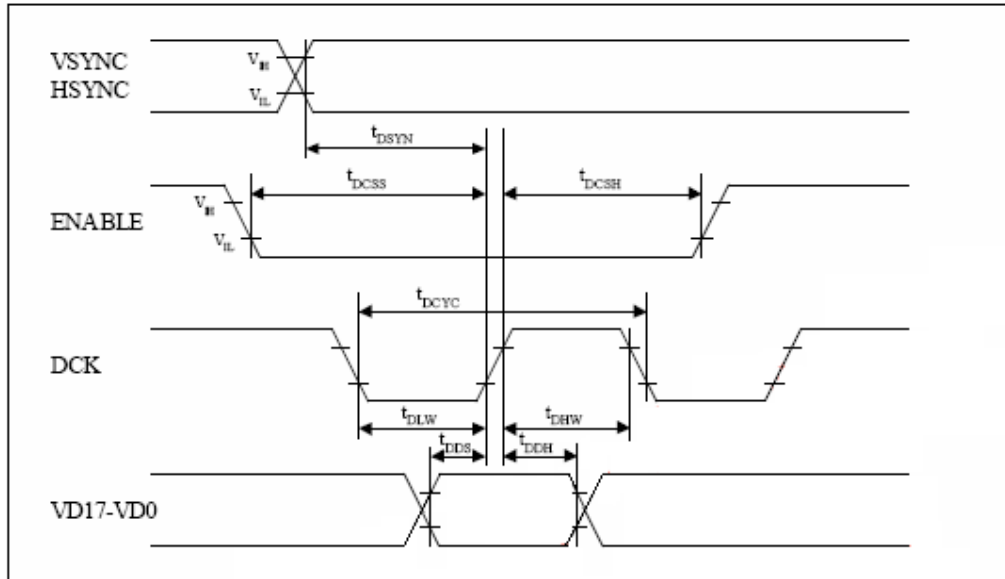 VSYNC
HSYNC
VIH
VIL
tDSYN
tDCSS
tDCSH
ENABLE
VIH
VIL
tDCYC
DCK
tDLW
tDHW
tDDS
tDDH
VD17-VD0